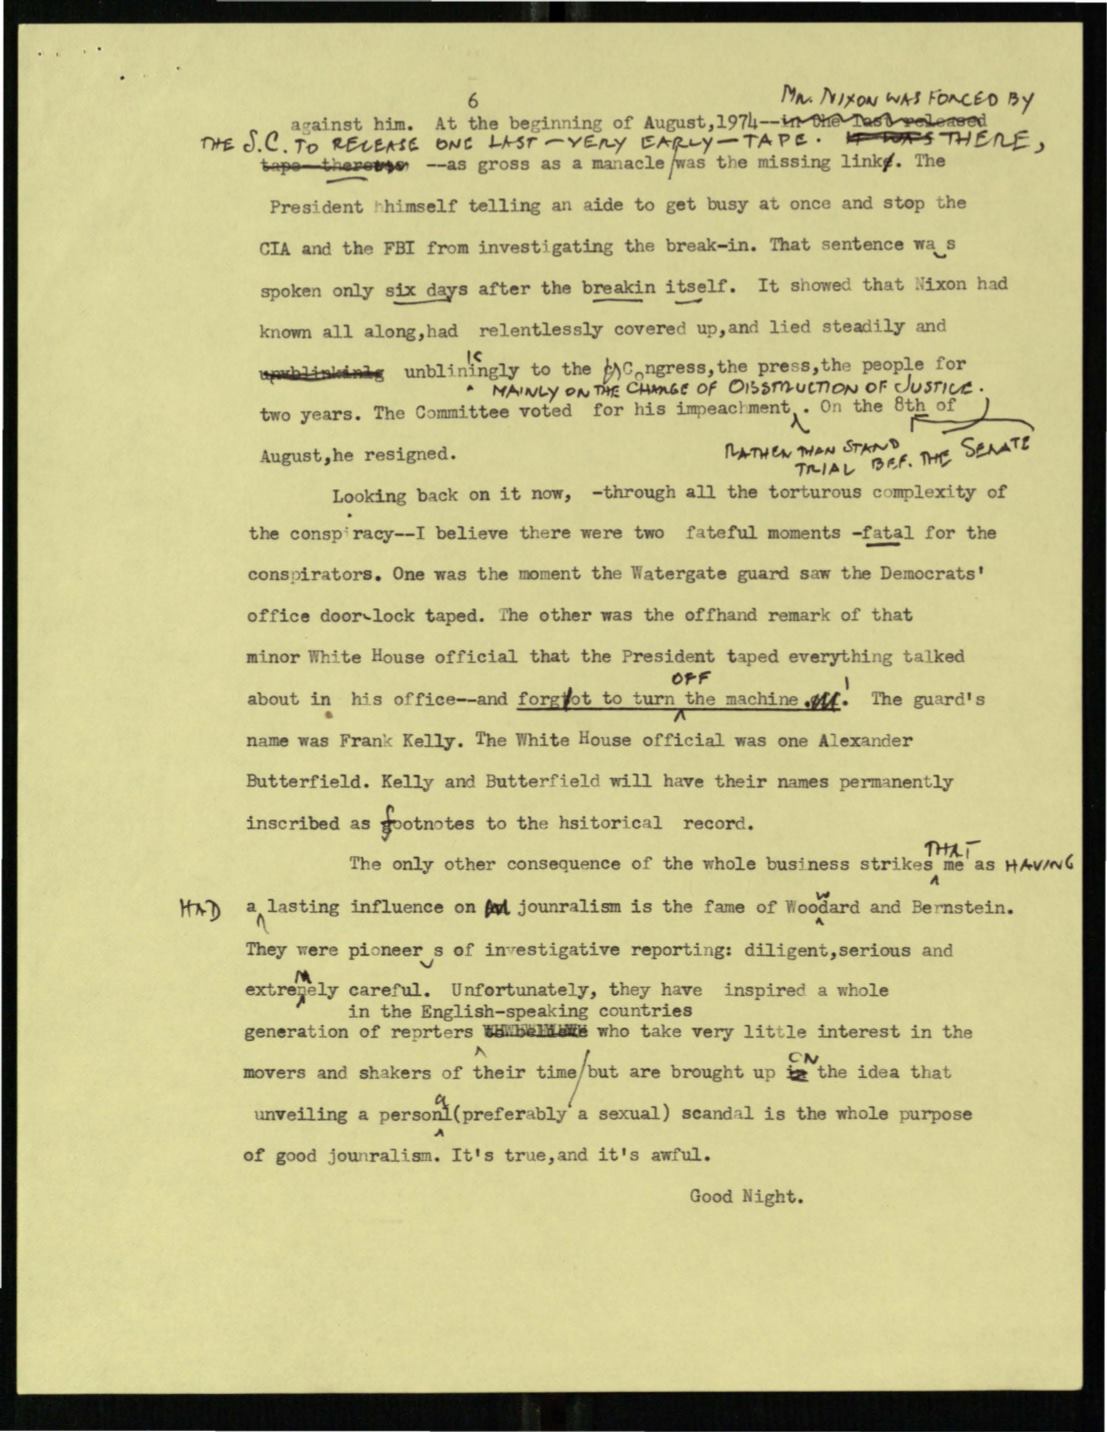 6
MR. NIXON WAS FORCED BY
against him. At the beginning of August,1974--in the last released
THE S.C. TO RELEASE ONE LAST – VERY EARLY – TAPE. IT WAS THERE,
tape--there was --as gross as a manacle/was the missing link. The
President hhimself telling an aide to get busy at once and stop the
CIA and the FBI from investigating the break-in. That sentence wa s
spoken only six days after the breakin itself. It showed that Nixon had
known all along,had relentlessly covered up,and lied steadily and
IC
unbliningly to the Congress,the press,the people for
MAINLY ON THE CHARGE OF OBSTRUCTION OF JUSTICE.
two years. The Committee voted for his impeachment . On the 8th of
RATHER THAN STAND
TRIAL BEF. THE SENATE
August,he resigned.
Looking back on it now, -through all the torturous complexity of
the conspiracy--I believe there were two fateful moments -fatal for the
conspirators. One was the moment the Watergate guard saw the Democrats'
office door-lock taped. The other was the offhand remark of that
minor White House official that the President taped everything talked
OFF
about in his office--and forgot to turn the machine ! The guard's
name was Frank Kelly. The White House official was one Alexander
Butterfield. Kelly and Butterfield will have their names permanently
inscribed as footnotes to the hsitorical record.
THAT
The only other consequence of the whole business strikes me as HAVING
HAD a lasting influence on jounralism is the fame of Woodward and Bernstein.
They were pioneer s of investigative reporting: diligent,serious and
extremely careful. Unfortunately, they have inspired a whole
in the English-speaking countries
generation of reprters who take very little interest in the
ON
movers and shakers of their time/but are brought up in the idea that
a
unveiling a personl(preferably a sexual) scandal is the whole purpose
of good jounralism. It's true,and it's awful.
Good Night.